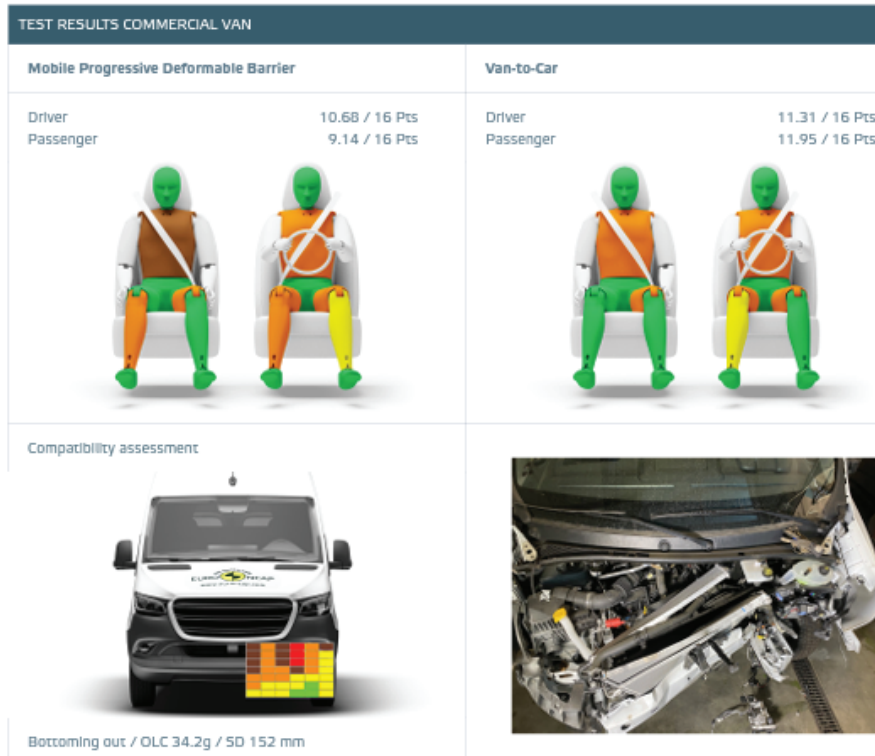 TEST RESULTS COMMERCIAL VAN
Mobile Progressive Deformable Barrier
Driver 10.68 / 16 Pts
Passenger 9.14 / 16 Pts
Van-to-Car
Driver 11.31 / 16 Pts
Passenger 11.95 / 16 Pts
Compatibility assessment
EURO NCAP
Bottoming out / OLC 34.2g / SD 152 mm